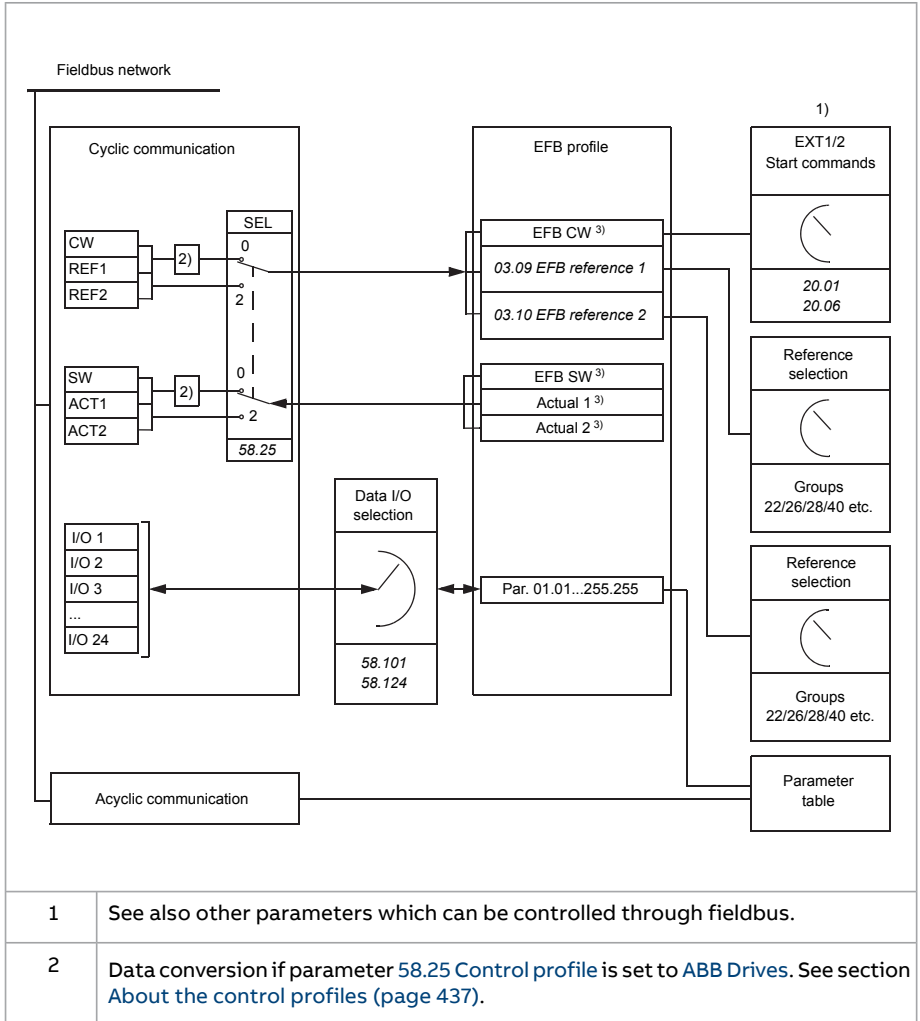 Fieldbus network
1)
Cyclic communication
EFB profile
EXT1/2
Start commands
SEL
CW
REF1
REF2
2)
0
2
EFB CW 3)
03.09 EFB reference 1
03.10 EFB reference 2
20.01
20.06
SW
ACT1
ACT2
2)
0
2
58.25
EFB SW 3)
Actual 1 3)
Actual 2 3)
Reference
selection
Groups
22/26/28/40 etc.
I/O 1
I/O 2
I/O 3
...
I/O 24
Data I/O
selection
58.101
58.124
Par. 01.01...255.255
Reference
selection
Groups
22/26/28/40 etc.
Acyclic communication
Parameter
table
1 See also other parameters which can be controlled through fieldbus.
2 Data conversion if parameter 58.25 Control profile is set to ABB Drives. See section
About the control profiles (page 437).